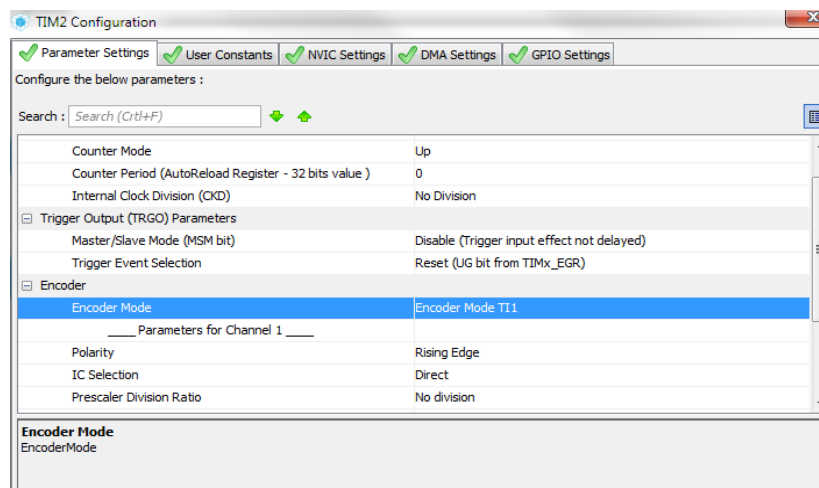 TIM2 Configuration
Parameter Settings User Constants NVIC Settings DMA Settings GPIO Settings
Configure the below parameters :
Search : Search (Crtl+F)
Counter Mode Up
Counter Period (AutoReload Register - 32 bits value ) 0
Internal Clock Division (CKD) No Division
Trigger Output (TRGO) Parameters
Master/Slave Mode (MSM bit) Disable (Trigger input effect not delayed)
Trigger Event Selection Reset (UG bit from TIMx_EGR)
Encoder
Encoder Mode Encoder Mode TI1
____ Parameters for Channel 1 ____
Polarity Rising Edge
IC Selection Direct
Prescaler Division Ratio No division
Encoder Mode
EncoderMode